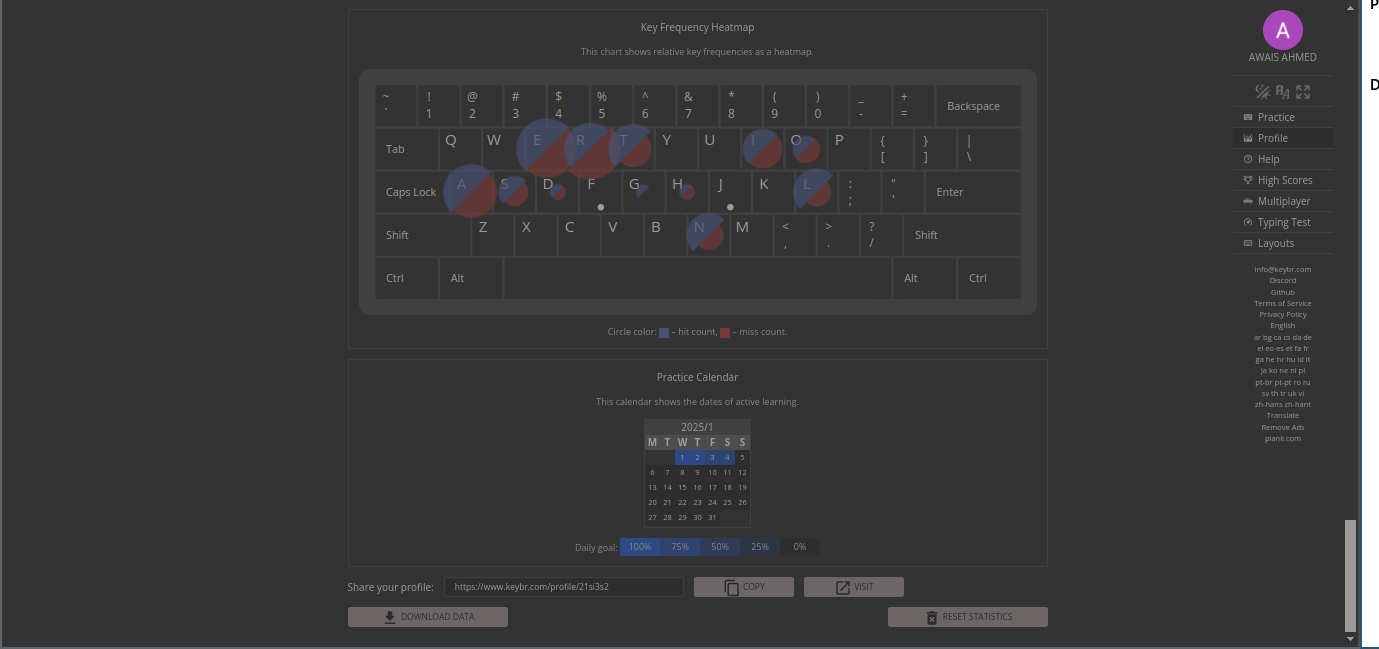 Key Frequency Heatmap
This chart shows relative key frequencies as a heatmap.
~ ! @ # $ % ^ & * ( ) _ +
` 1 2 3 4 5 6 7 8 9 0 - = Backspace
Tab Q W E R T Y U I O P { } |
[ ] \
Caps Lock A S D F G H J K L : " Enter
; '
Shift Z X C V B N M < > ? Shift
, . /
Ctrl Alt Alt Ctrl
Circle color: – hit count, – miss count.
Practice Calendar
This calendar shows the dates of active learning.
2025/1
M T W T F S S
1 2 3 4 5
6 7 8 9 10 11 12
13 14 15 16 17 18 19
20 21 22 23 24 25 26
27 28 29 30 31
Daily goal: 100% 75% 50% 25% 0%
Share your profile: https://www.keybr.com/profile/21si3s2 COPY VISIT
DOWNLOAD DATA RESET STATISTICS
A
AWAIS AHMED
Practice
Profile
Help
High Scores
Multiplayer
Typing Test
Layouts
info@keybr.com
Discord
Github
Terms of Service
Privacy Policy
English
ar bg ca cs da de
el eo es et fa fr
ga he hr hu id it
ja ko ne nl pl
pt-br pt-pt ro ru
sv th tr uk vi
zh-hans zh-hant
Translate
Remove Ads
pianii.com
D